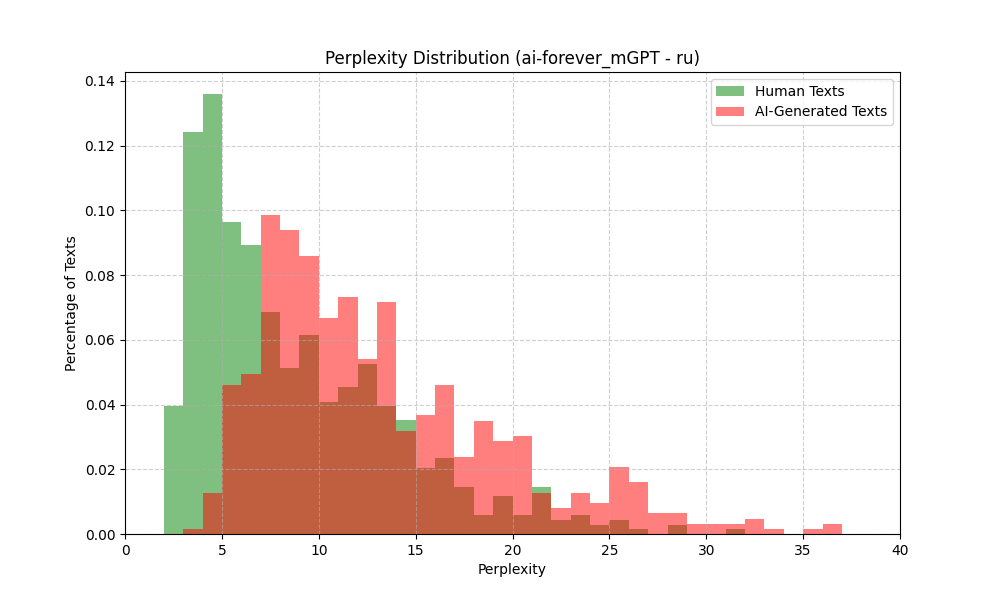 Perplexity Distribution (ai-forever_mGPT - ru)
Human Texts
AI-Generated Texts
Percentage of Texts
0.14
0.12
0.10
0.08
0.06
0.04
0.02
0.00
0 5 10 15 20 25 30 35 40
Perplexity